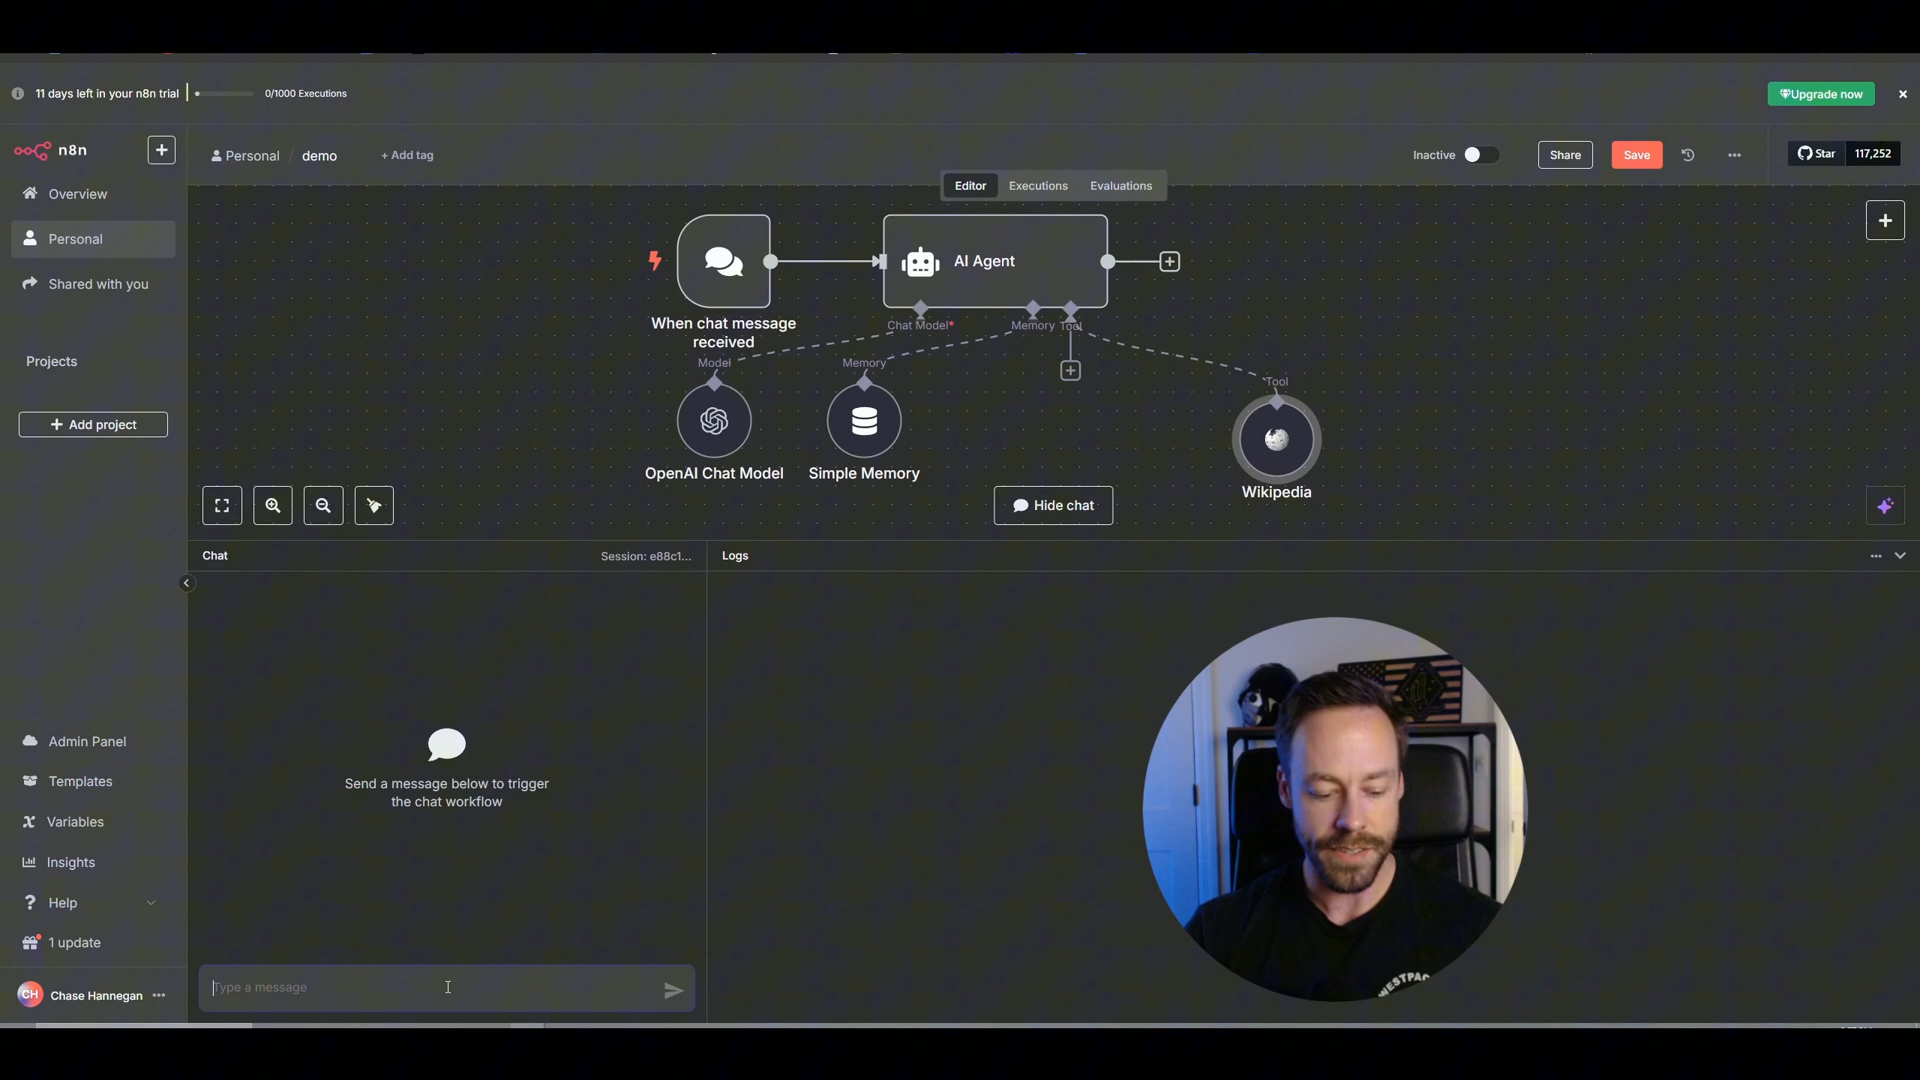 11 days left in your n8n trial
0/1000 Executions
Upgrade now
n8n
Personal / demo
+ Add tag
Inactive
Share
Save
Star
117,252
Editor
Executions
Evaluations
Overview
Personal
Shared with you
Projects
Add project
AI Agent
When chat message
received
Chat Model*
Memory
Tool
Model
Memory
Tool
OpenAI Chat Model
Simple Memory
Wikipedia
Hide chat
Chat
Session: e88c1...
Logs
Send a message below to trigger
the chat workflow
Admin Panel
Templates
Variables
Insights
Help
1 update
CH
Chase Hannegan
Type a message
WESTPAC